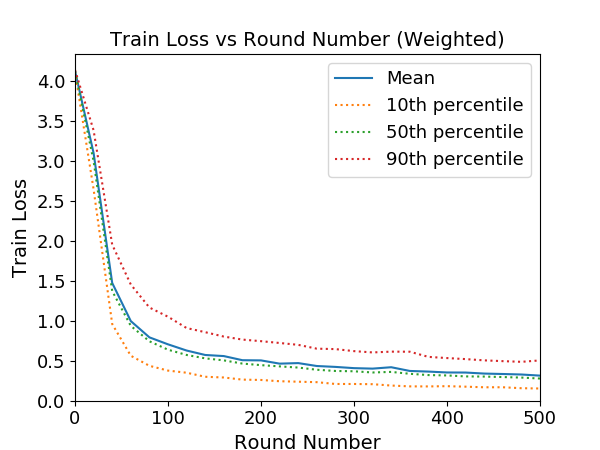 Train Loss vs Round Number (Weighted)
Train Loss
4.0
3.5
3.0
2.5
2.0
1.5
1.0
0.5
0.0
Mean
10th percentile
50th percentile
90th percentile
0 100 200 300 400 500
Round Number